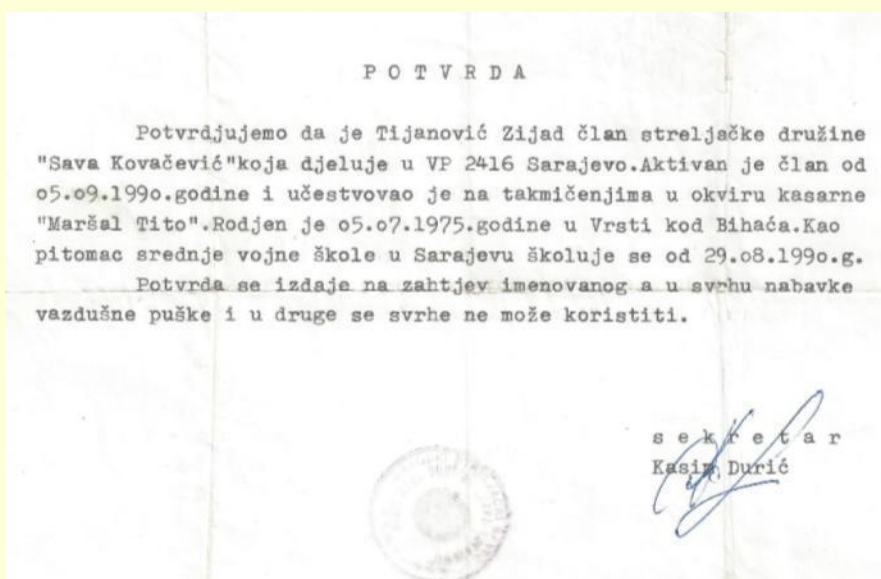 P O T V R D A
Potvrdjujemo da je Tijanović Zijad član streljačke družine
"Sava Kovačević"koja djeluje u VP 2416 Sarajevo.Aktivan je član od
o5.o9.199o.godine i učestvovao je na takmičenjima u okviru kasarne
"Maršal Tito".Rodjen je o5.o7.1975.godine u Vrsti kod Bihaća.Kao
pitomac srednje vojne škole u Sarajevu školuje se od 29.o8.199o.g.
Potvrda se izdaje na zahtjev imenovanog a u svrhu nabavke
vazdušne puške i u druge se svrhe ne može koristiti.
s e k r e t a r
Kasim Durić